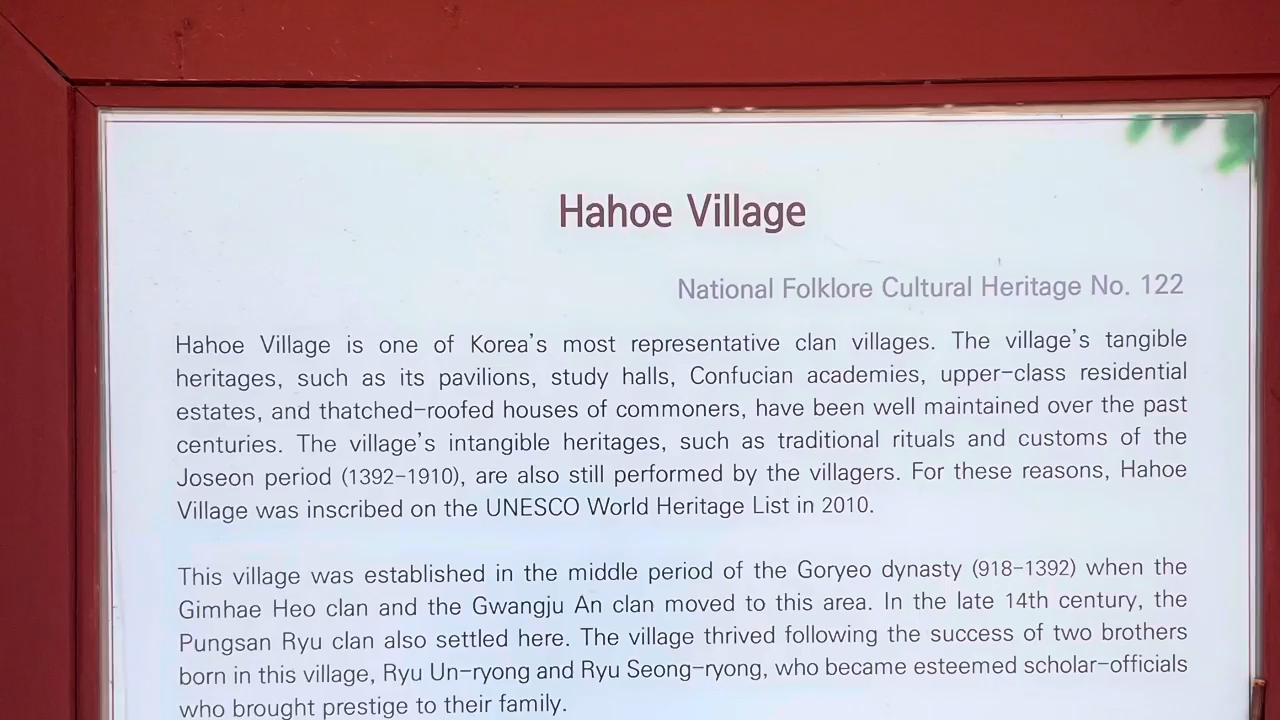 Hahoe Village
National Folklore Cultural Heritage No. 122
Hahoe Village is one of Korea's most representative clan villages. The village's tangible
heritages, such as its pavilions, study halls, Confucian academies, upper-class residential
estates, and thatched-roofed houses of commoners, have been well maintained over the past
centuries. The village's intangible heritages, such as traditional rituals and customs of the
Joseon period (1392-1910), are also still performed by the villagers. For these reasons, Hahoe
Village was inscribed on the UNESCO World Heritage List in 2010.
This village was established in the middle period of the Goryeo dynasty (918-1392) when the
Gimhae Heo clan and the Gwangju An clan moved to this area. In the late 14th century, the
Pungsan Ryu clan also settled here. The village thrived following the success of two brothers
born in this village, Ryu Un-ryong and Ryu Seong-ryong, who became esteemed scholar-officials
who brought prestige to their family.